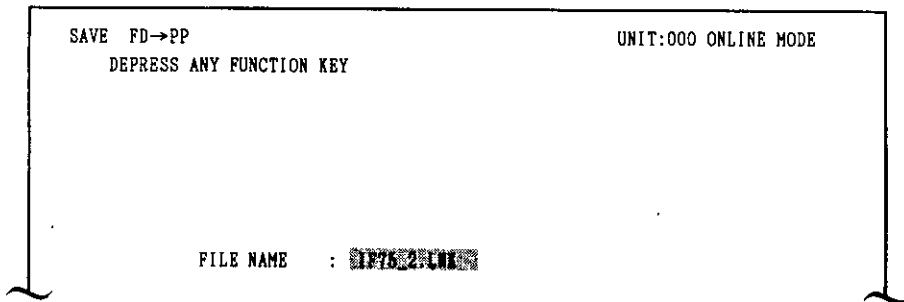 SAVE FD→PP UNIT:000 ONLINE MODE
DEPRESS ANY FUNCTION KEY
FILE NAME :